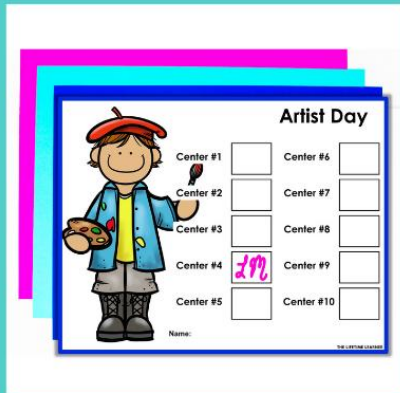 Artist Day
Center #1
Center #2
Center #3
Center #4 LM
Center #5
Center #6
Center #7
Center #8
Center #9
Center #10
Name:
THE LIFETIME LEARNER